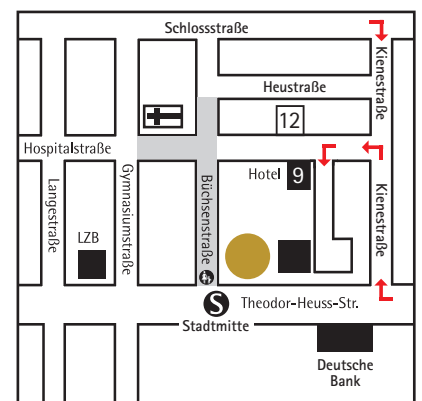 Schlossstraße
Kienestraße
Heustraße
12
Hospitalstraße
Langestraße
Gymnasiumstraße
Büchsenstraße
Hotel 9
Kienestraße
LZB
S
Theodor-Heuss-Str.
Stadtmitte
Deutsche
Bank